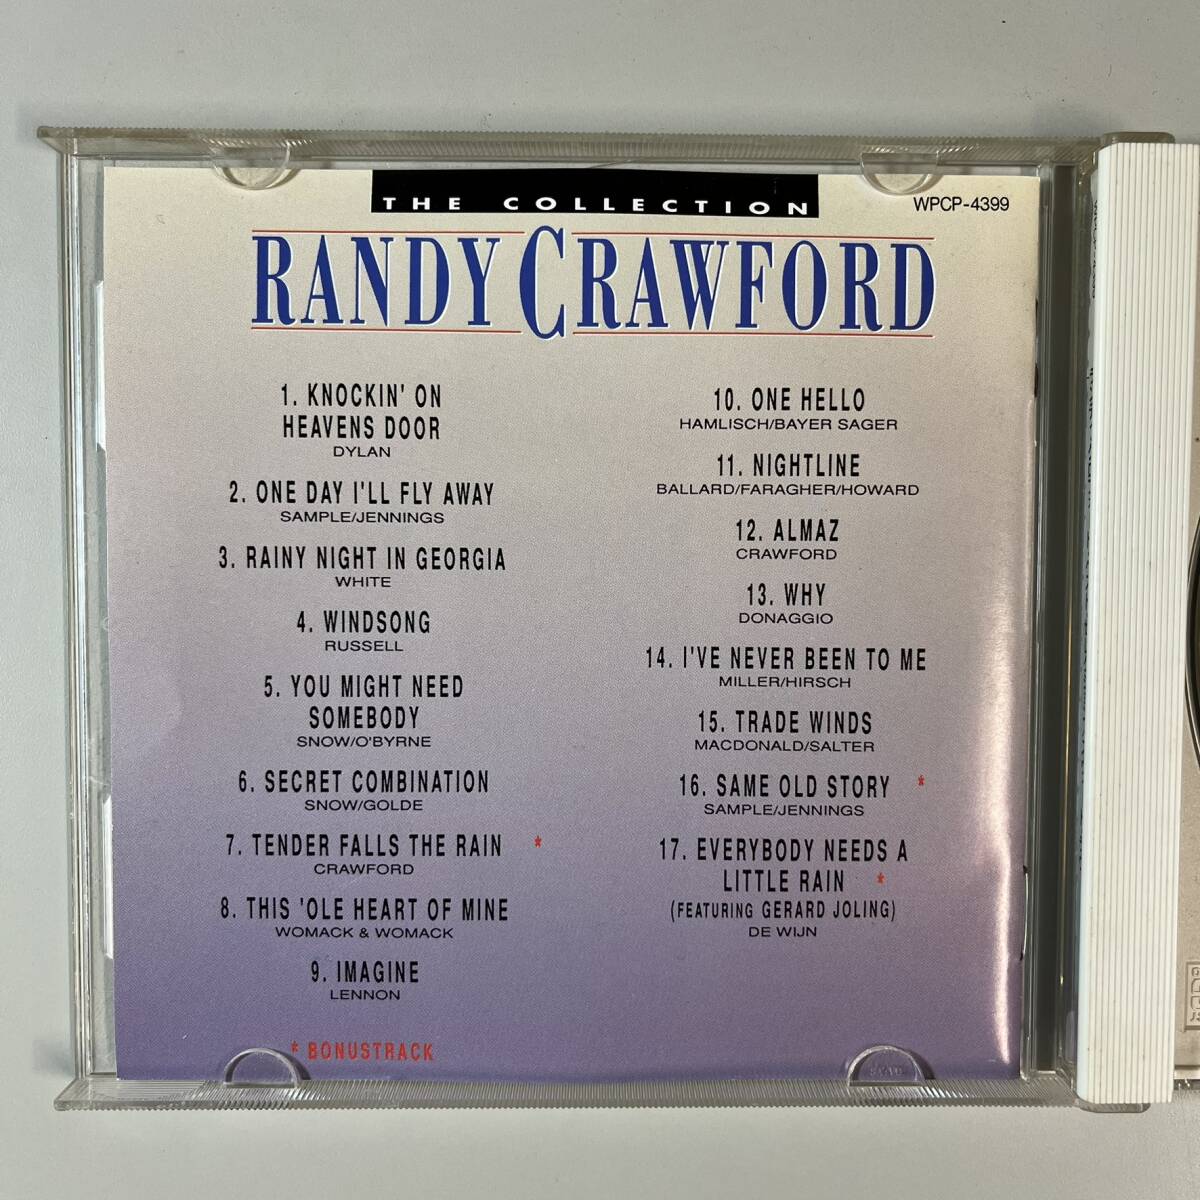 THE COLLECTION
WPCP-4399
RANDY CRAWFORD
1. KNOCKIN' ON
HEAVENS DOOR
DYLAN
2. ONE DAY I'LL FLY AWAY
SAMPLE/JENNINGS
3. RAINY NIGHT IN GEORGIA
WHITE
4. WINDSONG
RUSSELL
5. YOU MIGHT NEED
SOMEBODY
SNOW/O'BYRNE
6. SECRET COMBINATION
SNOW/GOLDE
7. TENDER FALLS THE RAIN *
CRAWFORD
8. THIS 'OLE HEART OF MINE
WOMACK & WOMACK
9. IMAGINE
LENNON
* BONUSTRACK
10. ONE HELLO
HAMLISCH/BAYER SAGER
11. NIGHTLINE
BALLARD/FARAGHER/HOWARD
12. ALMAZ
CRAWFORD
13. WHY
DONAGGIO
14. I'VE NEVER BEEN TO ME
MILLER/HIRSCH
15. TRADE WINDS
MACDONALD/SALTER
16. SAME OLD STORY *
SAMPLE/JENNINGS
17. EVERYBODY NEEDS A
LITTLE RAIN *
(FEATURING GERARD JOLING)
DE WIJN